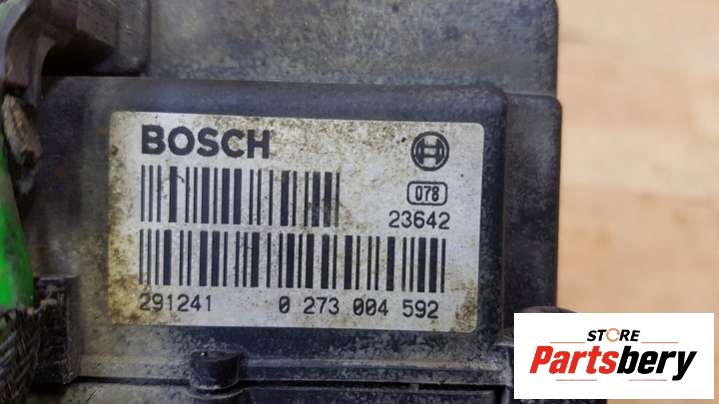 BOSCH
078
23642
291241 0 273 004 592
STORE
Partsbery